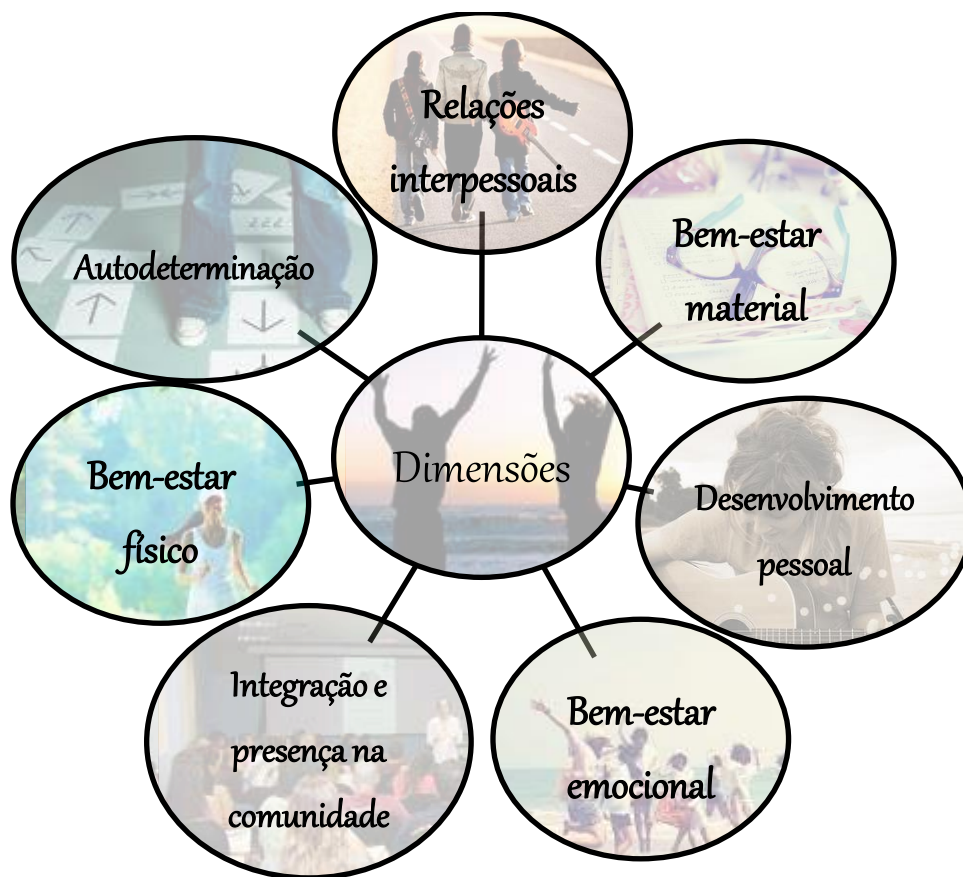 Relações
interpessoais
Bem-estar
material
Autodeterminação
Dimensões
Bem-estar
físico
Desenvolvimento
pessoal
Integração e
presença na
comunidade
Bem-estar
emocional